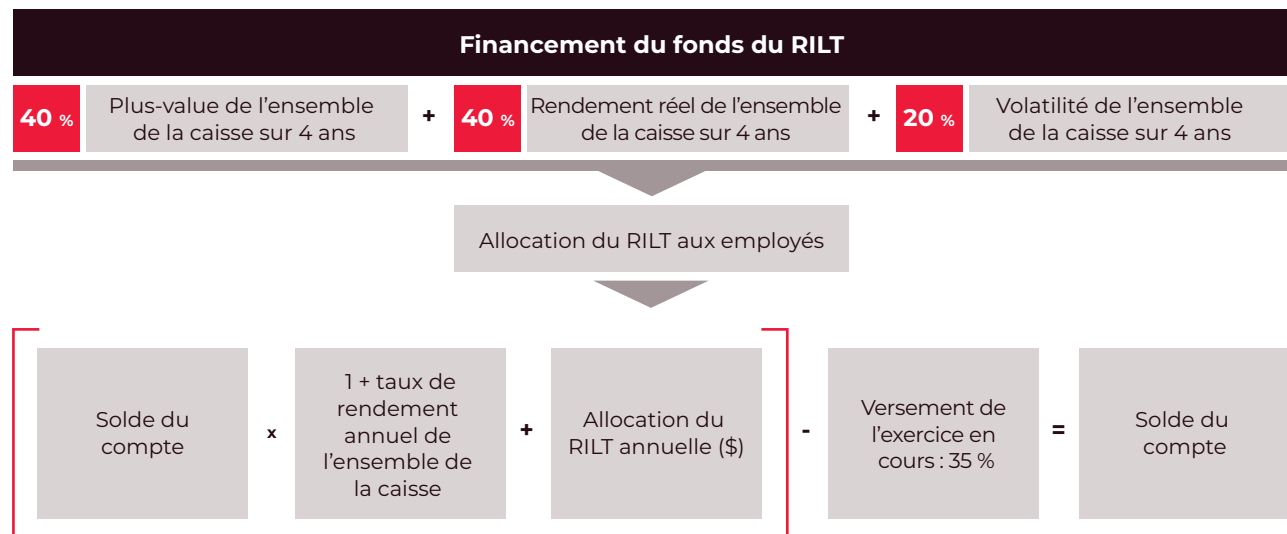 Financement du fonds du RILT
40 %
Plus-value de l’ensemble
de la caisse sur 4 ans
+
40 %
Rendement réel de l’ensemble
de la caisse sur 4 ans
+
20 %
Volatilité de l’ensemble
de la caisse sur 4 ans
Allocation du RILT aux employés
Solde du
compte
x
1 + taux de
rendement
annuel de
l’ensemble de
la caisse
+
Allocation du
RILT annuelle ($)
-
Versement de
l’exercice en
cours : 35 %
=
Solde du
compte